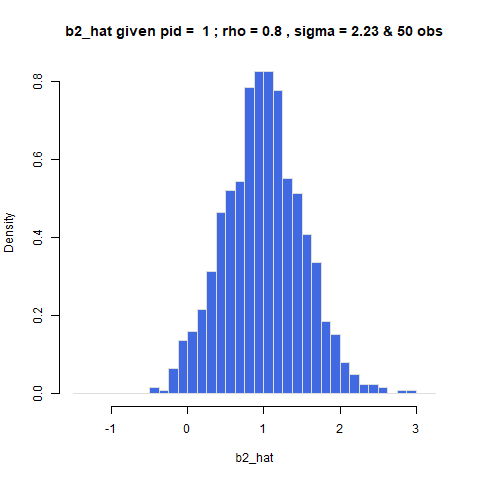 b2_hat given pid =  1 ; rho = 0.8 , sigma = 2.23 & 50 obs
Density
0.8
0.6
0.4
0.2
0.0
-1 0 1 2 3
b2_hat